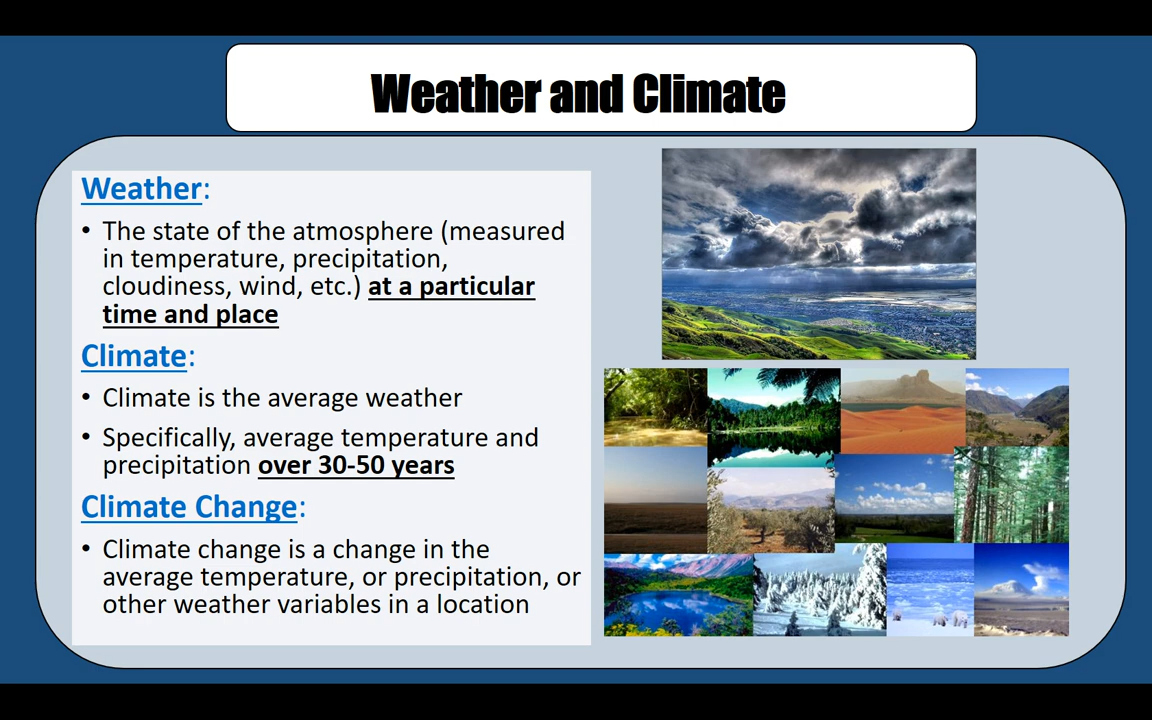 Weather and Climate
Weather:
• The state of the atmosphere (measured
in temperature, precipitation,
cloudiness, wind, etc.) at a particular
time and place
Climate:
• Climate is the average weather
• Specifically, average temperature and
precipitation over 30-50 years
Climate Change:
• Climate change is a change in the
average temperature, or precipitation, or
other weather variables in a location